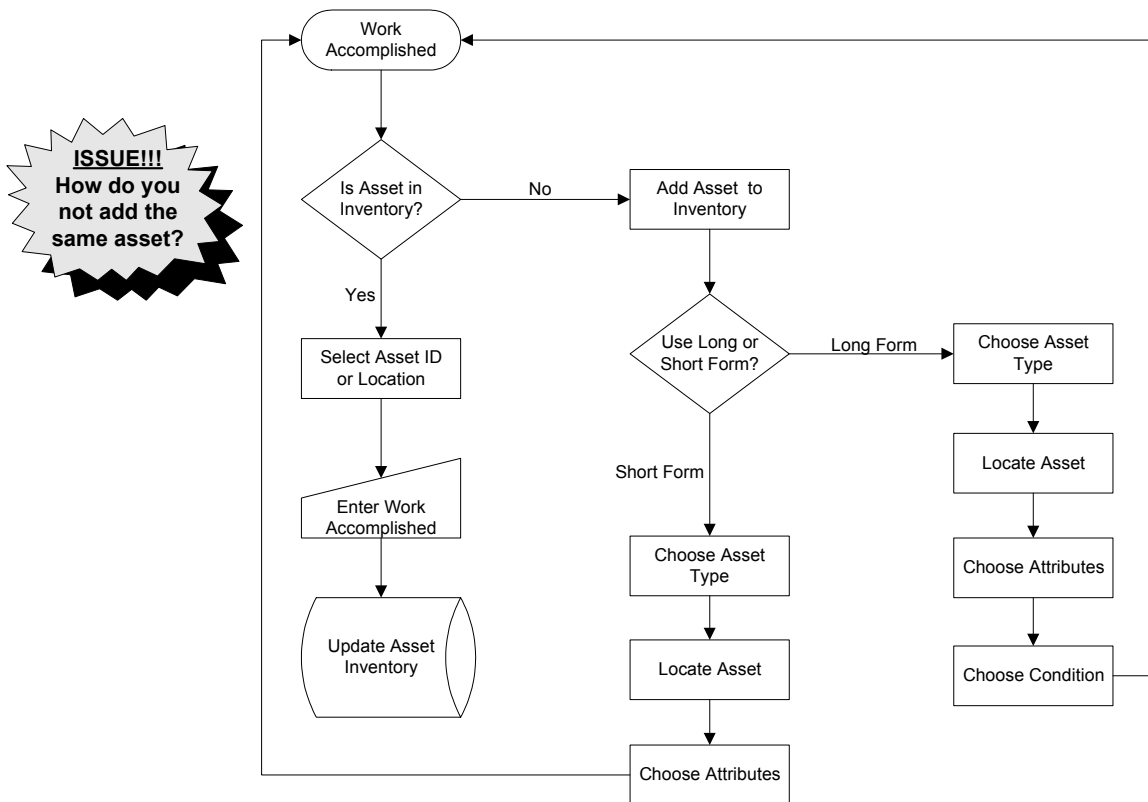 Work
Accomplished
ISSUE!!!
How do you
not add the
same asset?
Is Asset in
Inventory?
No
Add Asset to
Inventory
Yes
Select Asset ID
or Location
Enter Work
Accomplished
Update Asset
Inventory
Use Long or
Short Form?
Long Form
Short Form
Choose Asset
Type
Locate Asset
Choose Attributes
Choose Asset
Type
Locate Asset
Choose Attributes
Choose Condition